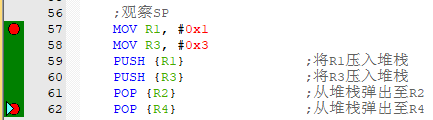 56 ;观察SP
57 MOV R1, #0x1
58 MOV R3, #0x3
59 PUSH {R1} ;将R1压入堆栈
60 PUSH {R3} ;将R3压入堆栈
61 POP {R2} ;从堆栈弹出至R2
62 POP {R4} ;从堆栈弹出至R4